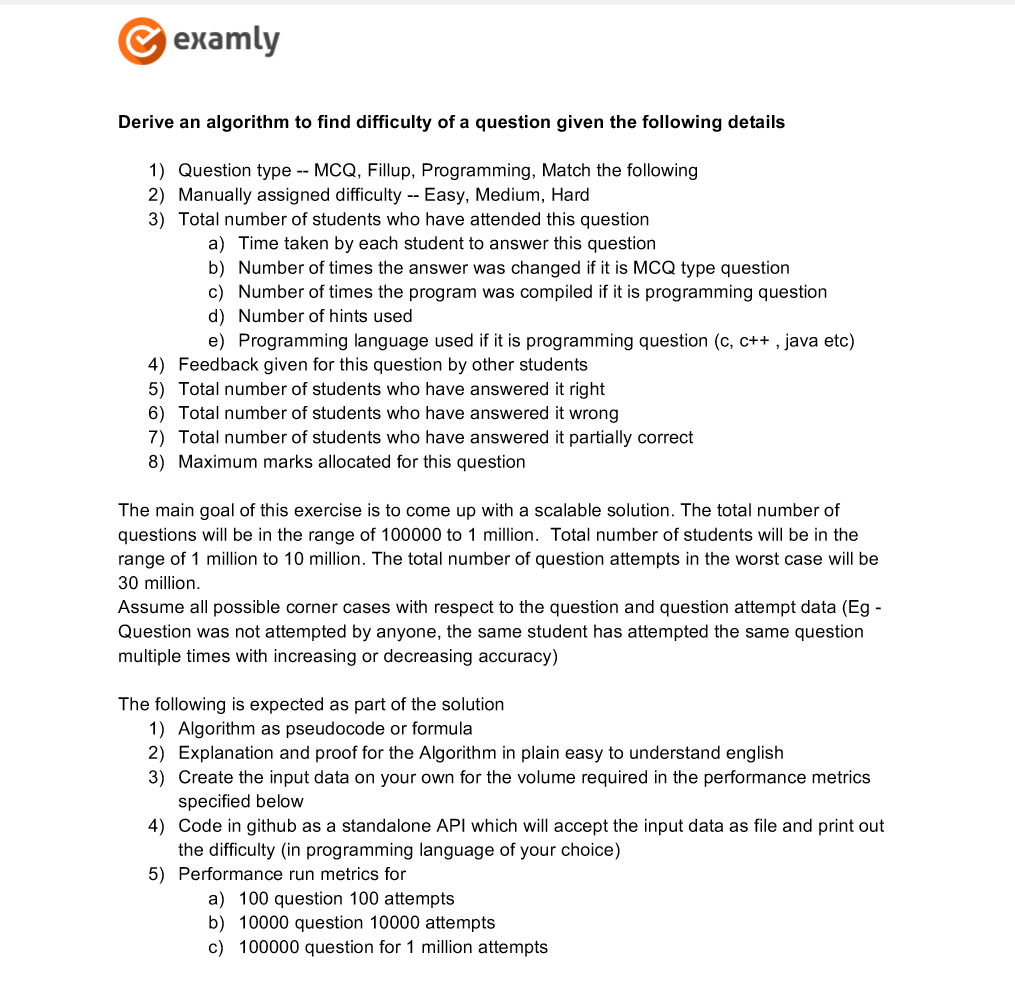 examly
Derive an algorithm to find difficulty of a question given the following details
1) Question type -- MCQ, Fillup, Programming, Match the following
2) Manually assigned difficulty -- Easy, Medium, Hard
3) Total number of students who have attended this question
a) Time taken by each student to answer this question
b) Number of times the answer was changed if it is MCQ type question
c) Number of times the program was compiled if it is programming question
d) Number of hints used
e) Programming language used if it is programming question (c, c++ , java etc)
4) Feedback given for this question by other students
5) Total number of students who have answered it right
6) Total number of students who have answered it wrong
7) Total number of students who have answered it partially correct
8) Maximum marks allocated for this question
The main goal of this exercise is to come up with a scalable solution. The total number of
questions will be in the range of 100000 to 1 million.  Total number of students will be in the
range of 1 million to 10 million. The total number of question attempts in the worst case will be
30 million.
Assume all possible corner cases with respect to the question and question attempt data (Eg -
Question was not attempted by anyone, the same student has attempted the same question
multiple times with increasing or decreasing accuracy)
The following is expected as part of the solution
1) Algorithm as pseudocode or formula
2) Explanation and proof for the Algorithm in plain easy to understand english
3) Create the input data on your own for the volume required in the performance metrics
specified below
4) Code in github as a standalone API which will accept the input data as file and print out
the difficulty (in programming language of your choice)
5) Performance run metrics for
a) 100 question 100 attempts
b) 10000 question 10000 attempts
c) 100000 question for 1 million attempts